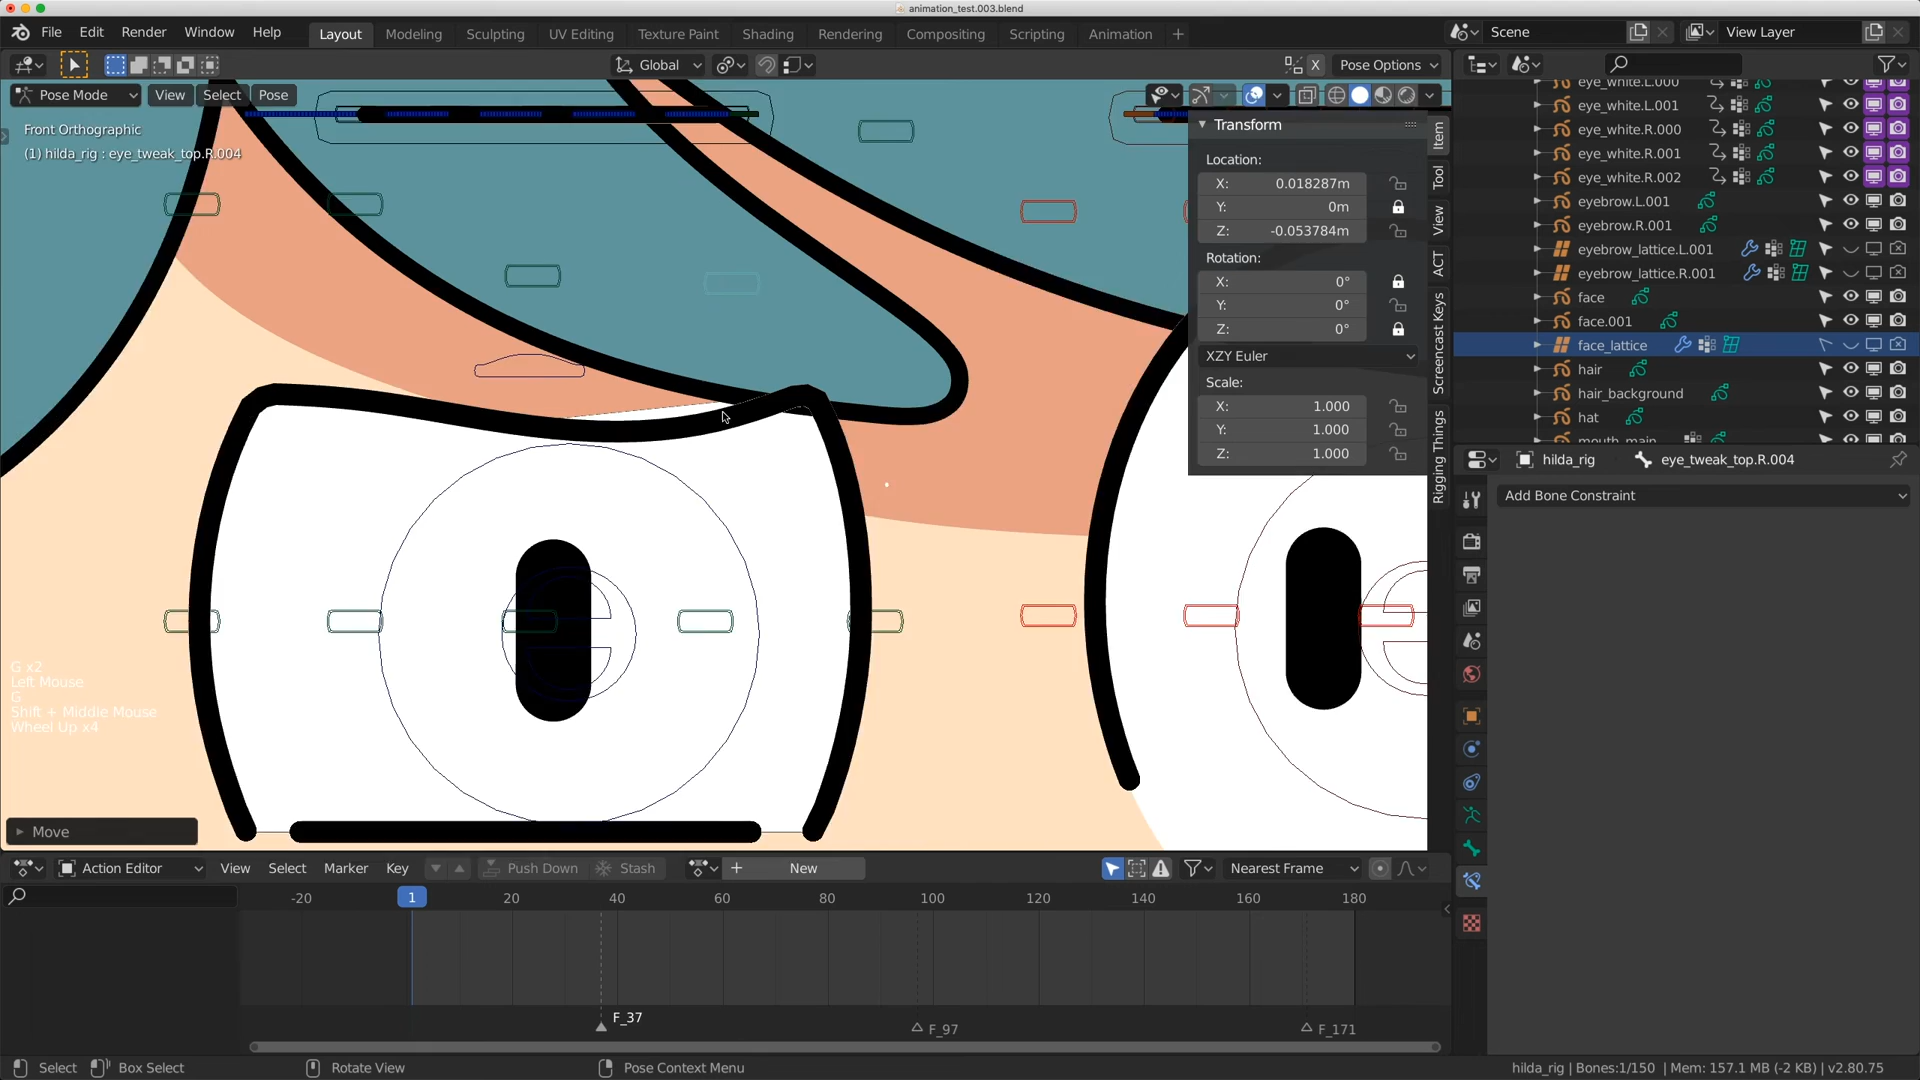 animation_test.003.blend
File Edit Render Window Help Layout Modeling Sculpting UV Editing Texture Paint Shading Rendering Compositing Scripting Animation + Scene View Layer
Global X Pose Options
Pose Mode View Select Pose
Front Orthographic
(1) hilda_rig : eye_tweak_top.R.004
Transform
Location:
X: 0.018287m
Y: 0m
Z: -0.053784m
Rotation:
X: 0°
Y: 0°
Z: 0°
XZY Euler
Scale:
X: 1.000
Y: 1.000
Z: 1.000
Item
Tool
View
ACT
Screencast Keys
Rigging Things
eye_white.L.000
eye_white.L.001
eye_white.R.000
eye_white.R.001
eye_white.R.002
eyebrow.L.001
eyebrow.R.001
eyebrow_lattice.L.001
eyebrow_lattice.R.001
face
face.001
face_lattice
hair
hair_background
hat
mouth_main
hilda_rig eye_tweak_top.R.004
Add Bone Constraint
G x2
Left Mouse
G
Shift + Middle Mouse
Wheel Up x4
Move
Action Editor View Select Marker Key Push Down Stash + New Nearest Frame
-20 1 20 40 60 80 100 120 140 160 180
F_37
F_97
F_171
Select Box Select Rotate View Pose Context Menu hilda_rig | Bones:1/150 | Mem: 157.1 MB (-2 KB) | v2.80.75